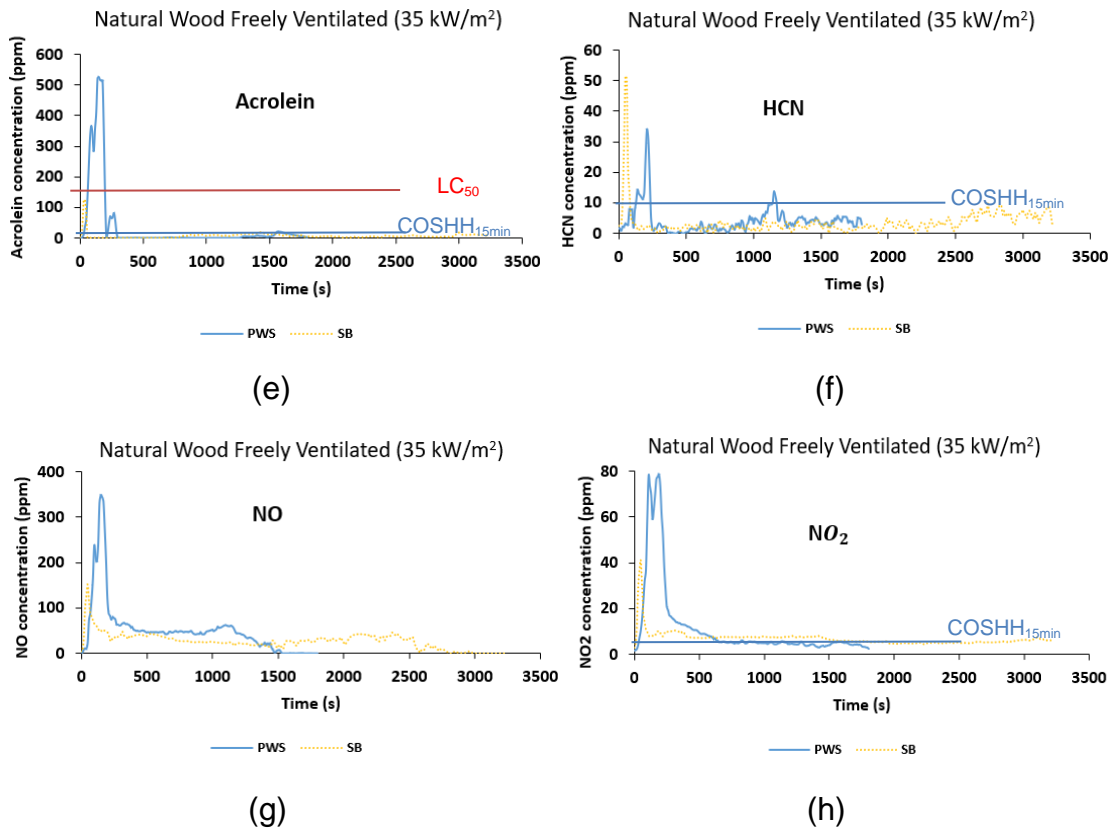 Natural Wood Freely Ventilated (35 kW/m²)
Acrolein concentration (ppm)
600
500
400
300
200
100
0
Acrolein
LC₅₀
COSHH₁₅ₘᵢₙ
0 500 1000 1500 2000 2500 3000 3500
Time (s)
PWS SB
(e)
Natural Wood Freely Ventilated (35 kW/m²)
HCN concentration (ppm)
60
50
40
30
20
10
0
HCN
COSHH₁₅ₘᵢₙ
0 500 1000 1500 2000 2500 3000 3500
Time (s)
PWS SB
(f)
Natural Wood Freely Ventilated (35 kW/m²)
NO concentration (ppm)
400
300
200
100
0
NO
0 500 1000 1500 2000 2500 3000 3500
Time (s)
PWS SB
(g)
Natural Wood Freely Ventilated (35 kW/m²)
NO2 concentration (ppm)
80
60
40
20
0
NO₂
COSHH₁₅ₘᵢₙ
0 500 1000 1500 2000 2500 3000 3500
Time (s)
PWS SB
(h)